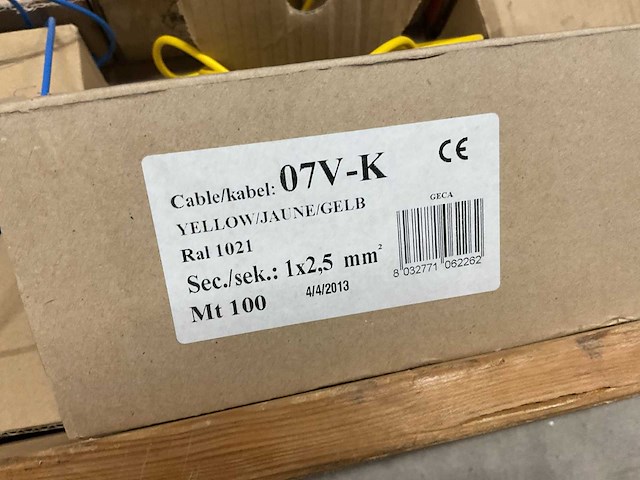 Cable/kabel: 07V-K
CE
YELLOW/JAUNE/GELB
Ral 1021
Sec./sek.: 1x2,5 mm²
Mt 100
4/4/2013
GECA
8 032771 062262